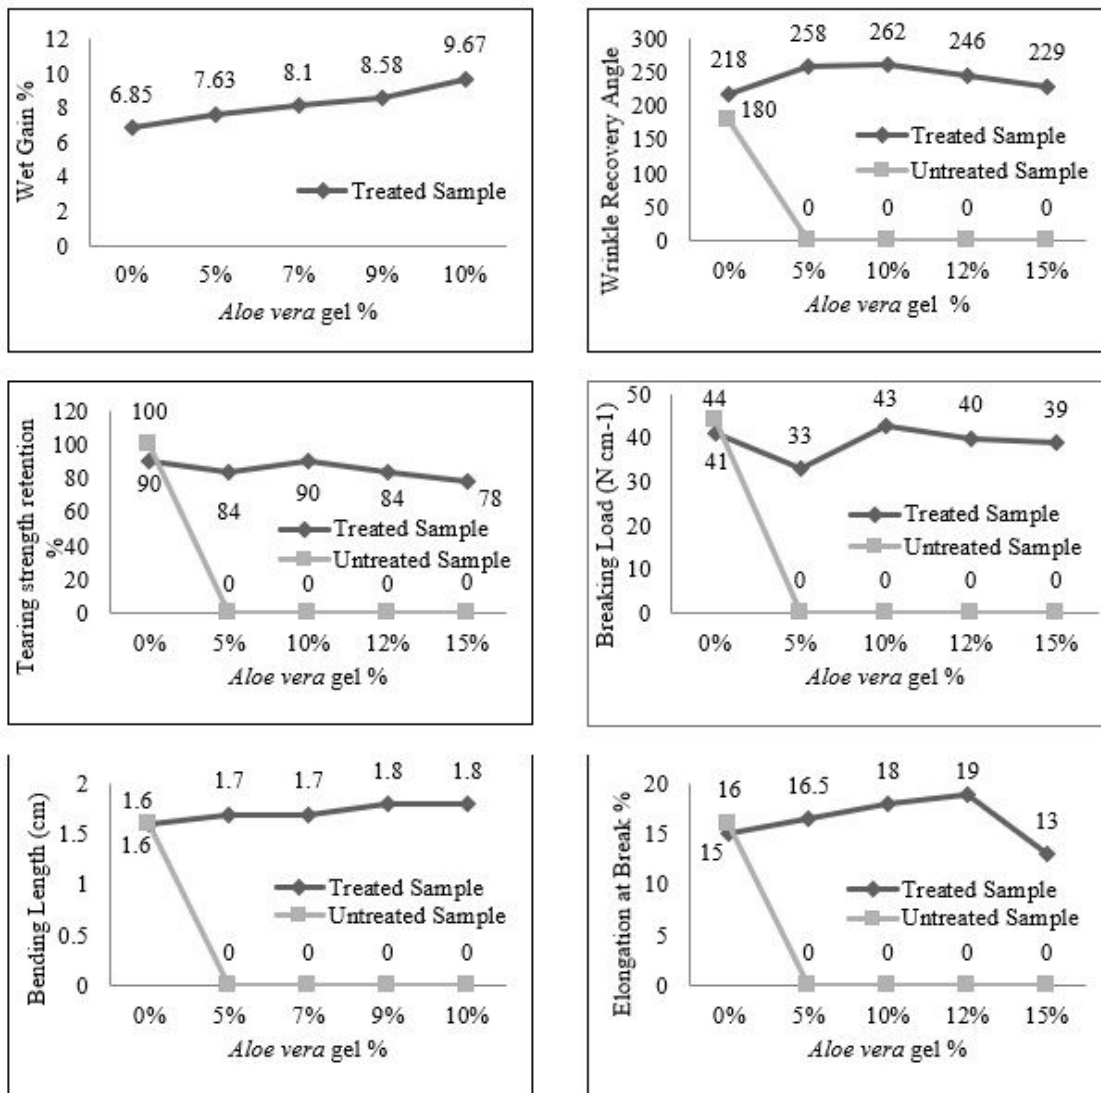 12
10
8
6
4
2
0
Wet Gain %
6.85
7.63
8.1
8.58
9.67
Treated Sample
0% 5% 7% 9% 10%
Aloe vera gel %
300
250
200
150
100
50
0
Wrinkle Recovery Angle
218
258
262
246
229
180
Treated Sample
Untreated Sample
0 0 0 0
0% 5% 10% 12% 15%
Aloe vera gel %
120
100
80
60
40
20
0
Tearing strength retention
%
100
90
84
90
84
78
Treated Sample
Untreated Sample
0 0 0 0
0% 5% 10% 12% 15%
Aloe vera gel %
50
40
30
20
10
0
Breaking Load (N cm-1)
44
41
33
43
40
39
Treated Sample
Untreated Sample
0 0 0 0
0% 5% 10% 12% 15%
Aloe vera gel %
2
1.5
1
0.5
0
Bending Length (cm)
1.6
1.6
1.7
1.7
1.8
1.8
Treated Sample
Untreated Sample
0 0 0 0
0% 5% 7% 9% 10%
Aloe vera gel %
20
15
10
5
0
Elongation at Break %
16
15
16.5
18
19
13
Treated Sample
Untreated Sample
0 0 0 0
0% 5% 10% 12% 15%
Aloe vera gel %